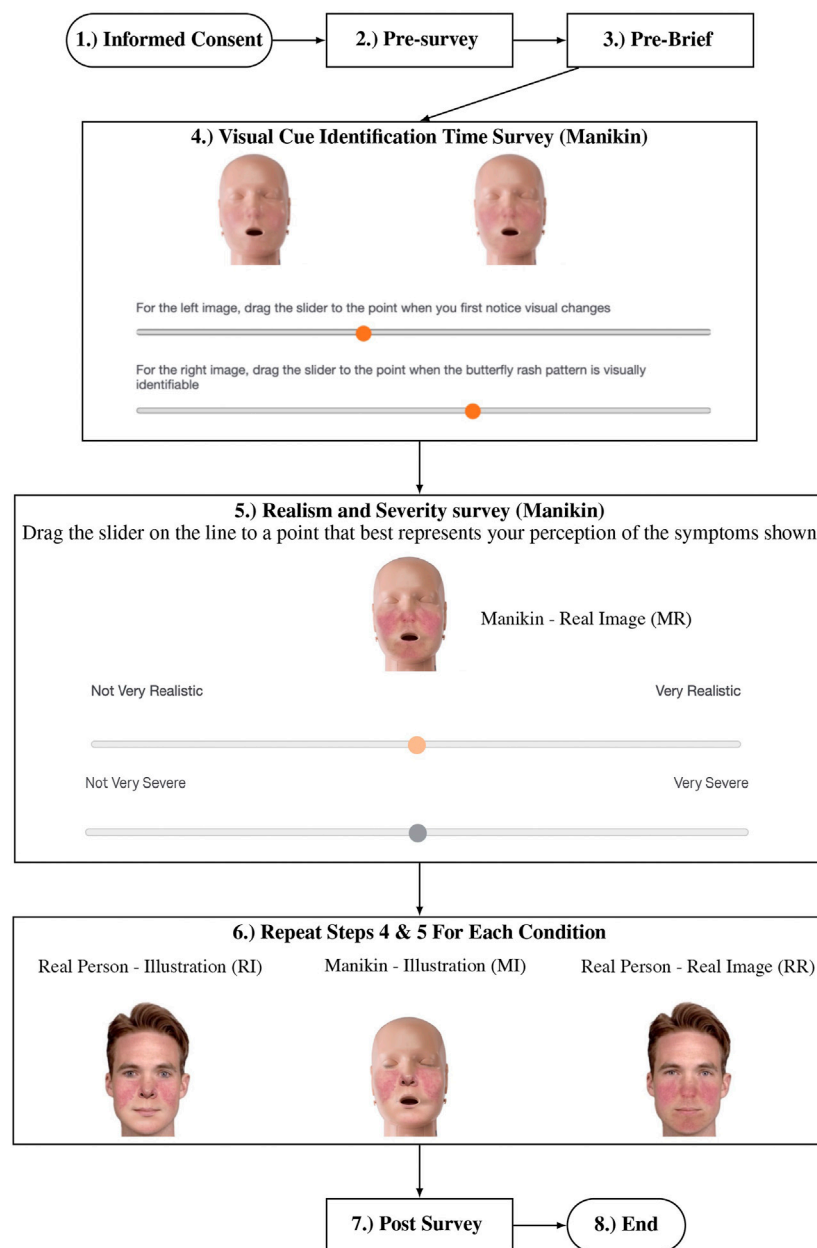 1.) Informed Consent
2.) Pre-survey
3.) Pre-Brief
4.) Visual Cue Identification Time Survey (Manikin)
For the left image, drag the slider to the point when you first notice visual changes
For the right image, drag the slider to the point when the butterfly rash pattern is visually
identifiable
5.) Realism and Severity survey (Manikin)
Drag the slider on the line to a point that best represents your perception of the symptoms shown
Manikin - Real Image (MR)
Not Very Realistic
Very Realistic
Not Very Severe
Very Severe
6.) Repeat Steps 4 & 5 For Each Condition
Real Person - Illustration (RI)
Manikin - Illustration (MI)
Real Person - Real Image (RR)
7.) Post Survey
8.) End